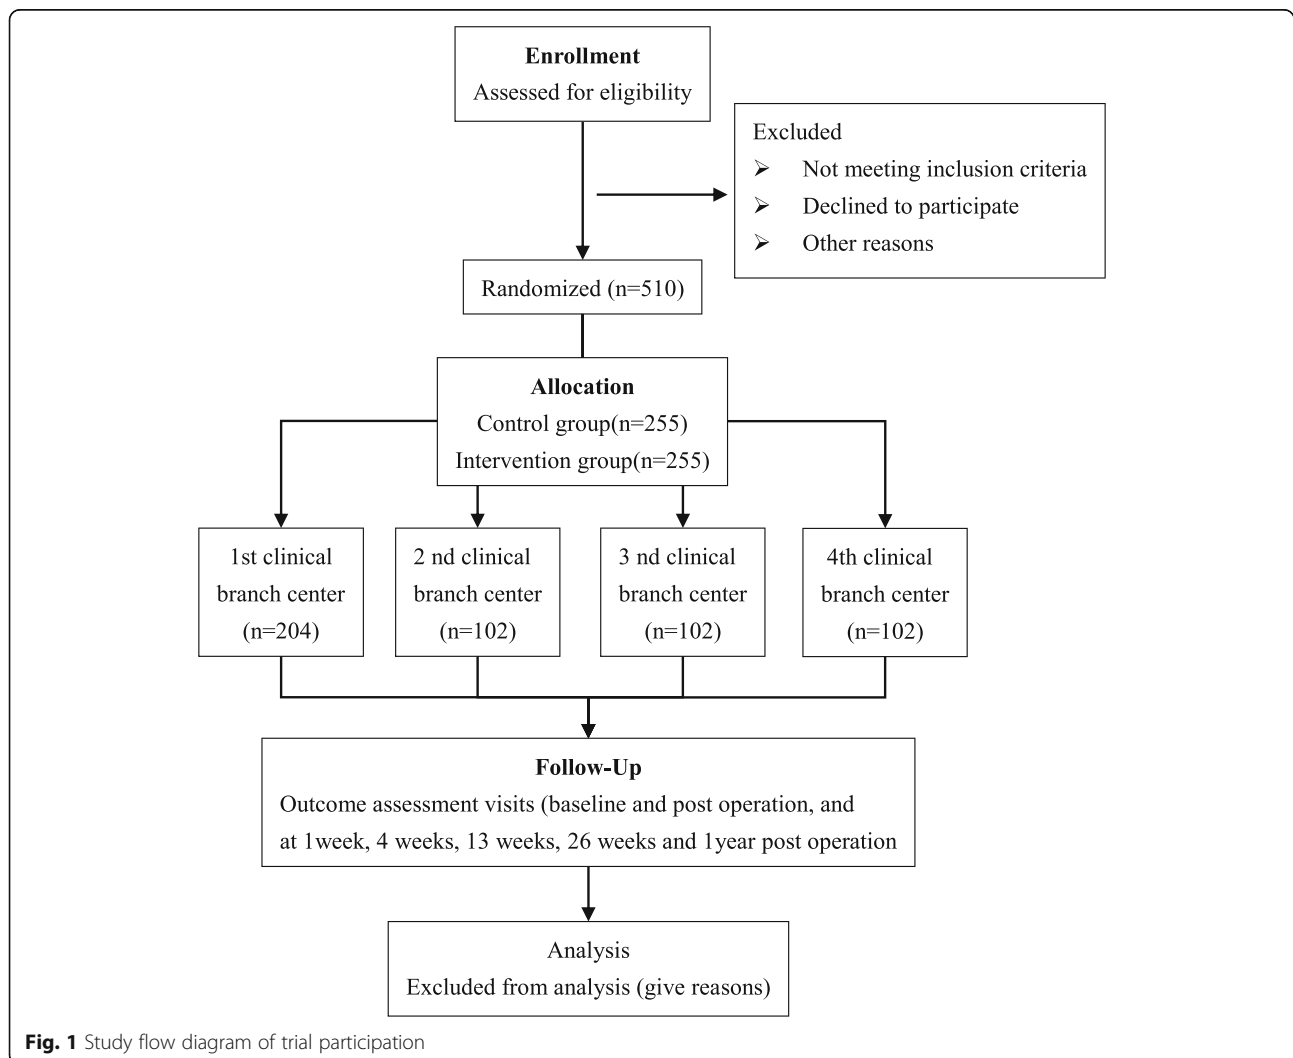 Enrollment
Assessed for eligibility
Excluded
➢ Not meeting inclusion criteria
➢ Declined to participate
➢ Other reasons
Randomized (n=510)
Allocation
Control group(n=255)
Intervention group(n=255)
1st clinical
branch center
(n=204)
2 nd clinical
branch center
(n=102)
3 nd clinical
branch center
(n=102)
4th clinical
branch center
(n=102)
Follow-Up
Outcome assessment visits (baseline and post operation, and
at 1week, 4 weeks, 13 weeks, 26 weeks and 1year post operation
Analysis
Excluded from analysis (give reasons)
Fig. 1 Study flow diagram of trial participation